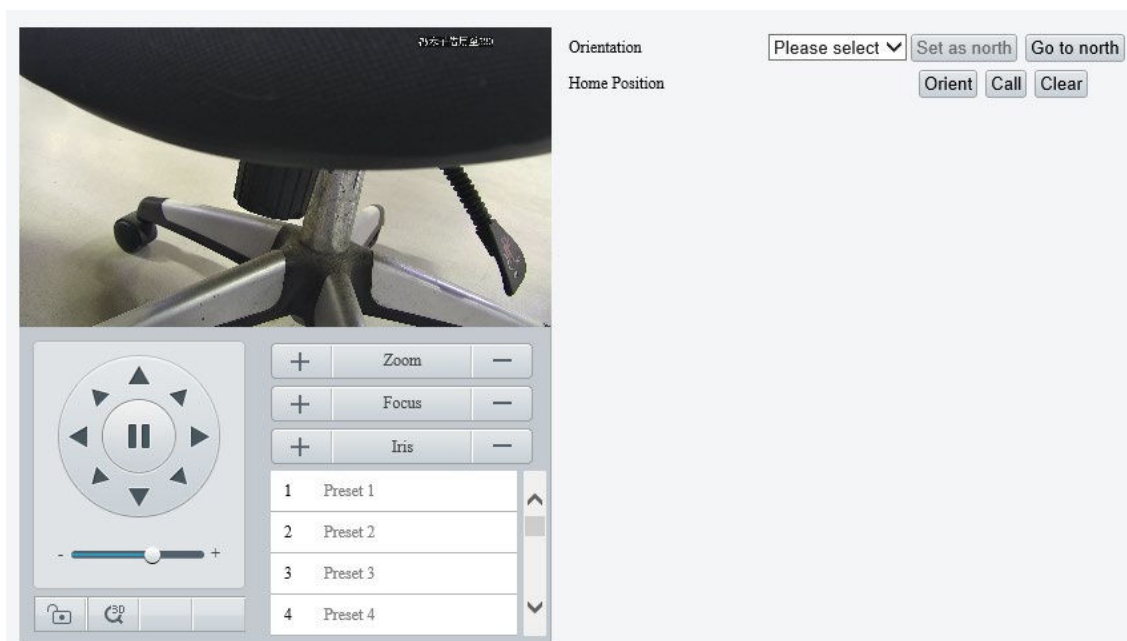 Orientation
Please select
Set as north
Go to north
Home Position
Orient
Call
Clear
+ Zoom —
+ Focus —
+ Iris —
1 Preset 1
2 Preset 2
3 Preset 3
4 Preset 4
- +
3D